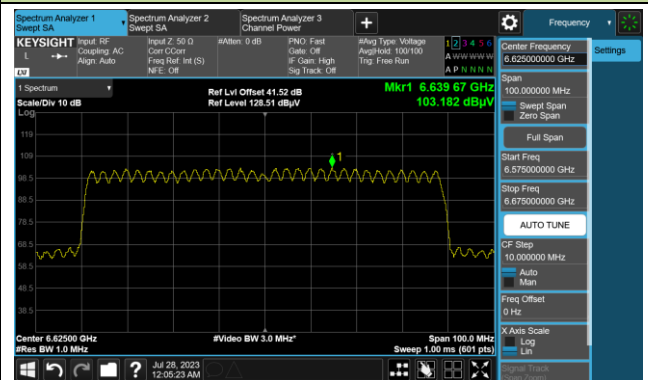 Spectrum Analyzer 1
Swept SA
Spectrum Analyzer 2
Swept SA
Spectrum Analyzer 3
Channel Power
+
Frequency
KEYSIGHT
L
LXI
Input: RF
Coupling: AC
Align: Auto
Input Z: 50 Ω
Corr CCorr
Freq Ref: Int (S)
NFE: Off
#Atten: 0 dB
PNO: Fast
Gate: Off
IF Gain: High
Sig Track: Off
#Avg Type: Voltage
Avg|Hold: 100/100
Trig: Free Run
1 2 3 4 5 6
A W W W W W
A P N N N N
1 Spectrum
Scale/Div 10 dB
Log
Ref Lvl Offset 41.52 dB
Ref Level 128.51 dBµV
Mkr1 6.639 67 GHz
103.182 dBµV
119
109
98.5
88.5
78.5
68.5
58.5
48.5
38.5
1
Center 6.62500 GHz
#Res BW 1.0 MHz
#Video BW 3.0 MHz*
Span 100.0 MHz
Sweep 1.00 ms (601 pts)
Jul 28, 2023
12:05:23 AM
?
Center Frequency
6.625000000 GHz
Settings
Span
100.000000 MHz
Swept Span
Zero Span
Full Span
Start Freq
6.575000000 GHz
Stop Freq
6.675000000 GHz
AUTO TUNE
CF Step
10.000000 MHz
Auto
Man
Freq Offset
0 Hz
X Axis Scale
Log
Lin
Signal Track
(Span Zoom)